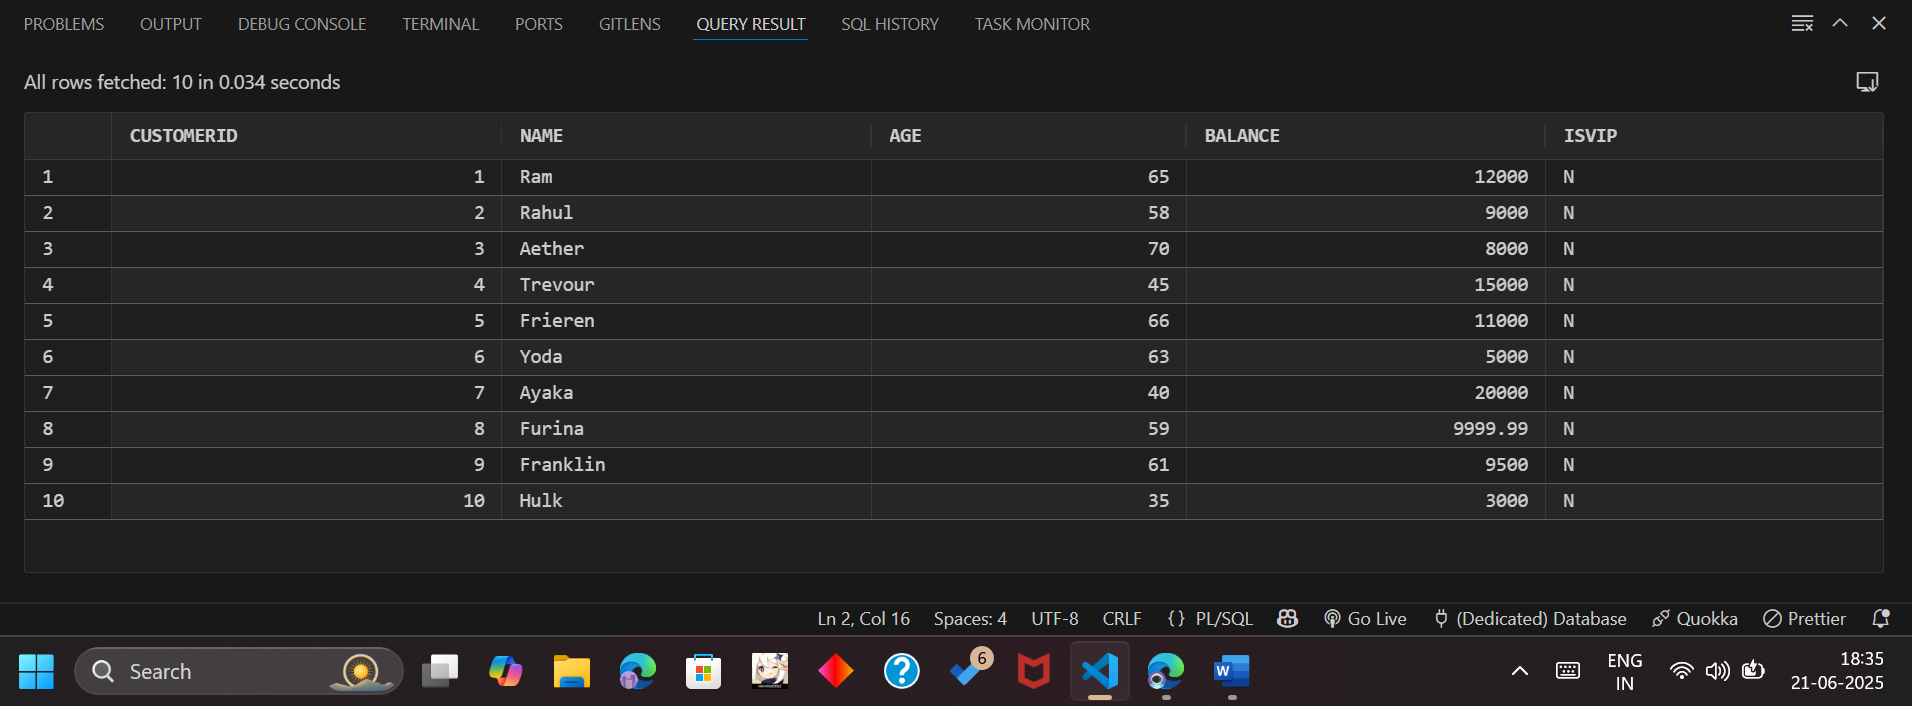 PROBLEMS OUTPUT DEBUG CONSOLE TERMINAL PORTS GITLENS QUERY RESULT SQL HISTORY TASK MONITOR
All rows fetched: 10 in 0.034 seconds
CUSTOMERID NAME AGE BALANCE ISVIP
1 1 Ram 65 12000 N
2 2 Rahul 58 9000 N
3 3 Aether 70 8000 N
4 4 Trevour 45 15000 N
5 5 Frieren 66 11000 N
6 6 Yoda 63 5000 N
7 7 Ayaka 40 20000 N
8 8 Furina 59 9999.99 N
9 9 Franklin 61 9500 N
10 10 Hulk 35 3000 N
Ln 2, Col 16 Spaces: 4 UTF-8 CRLF {} PL/SQL Go Live (Dedicated) Database Quokka Prettier
Search 6 W ENG 18:35
IN 21-06-2025